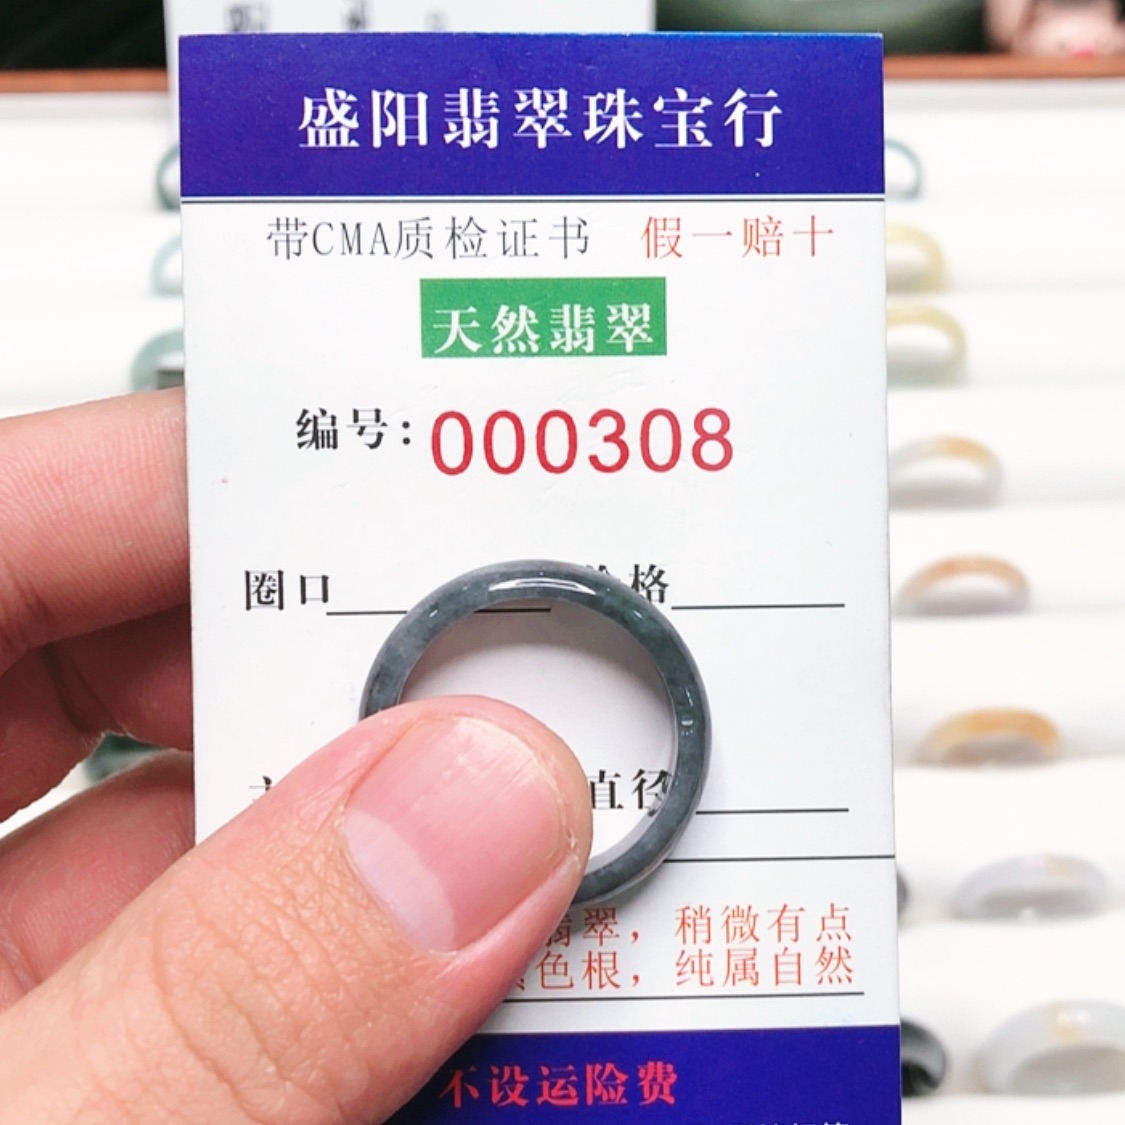 盛阳翡翠珠宝行
带CMA质检证书 假一赔十
天然翡翠
编号:000308
圈口 格
直径
翡翠，稍微有点
色根，纯属自然
不设运险费